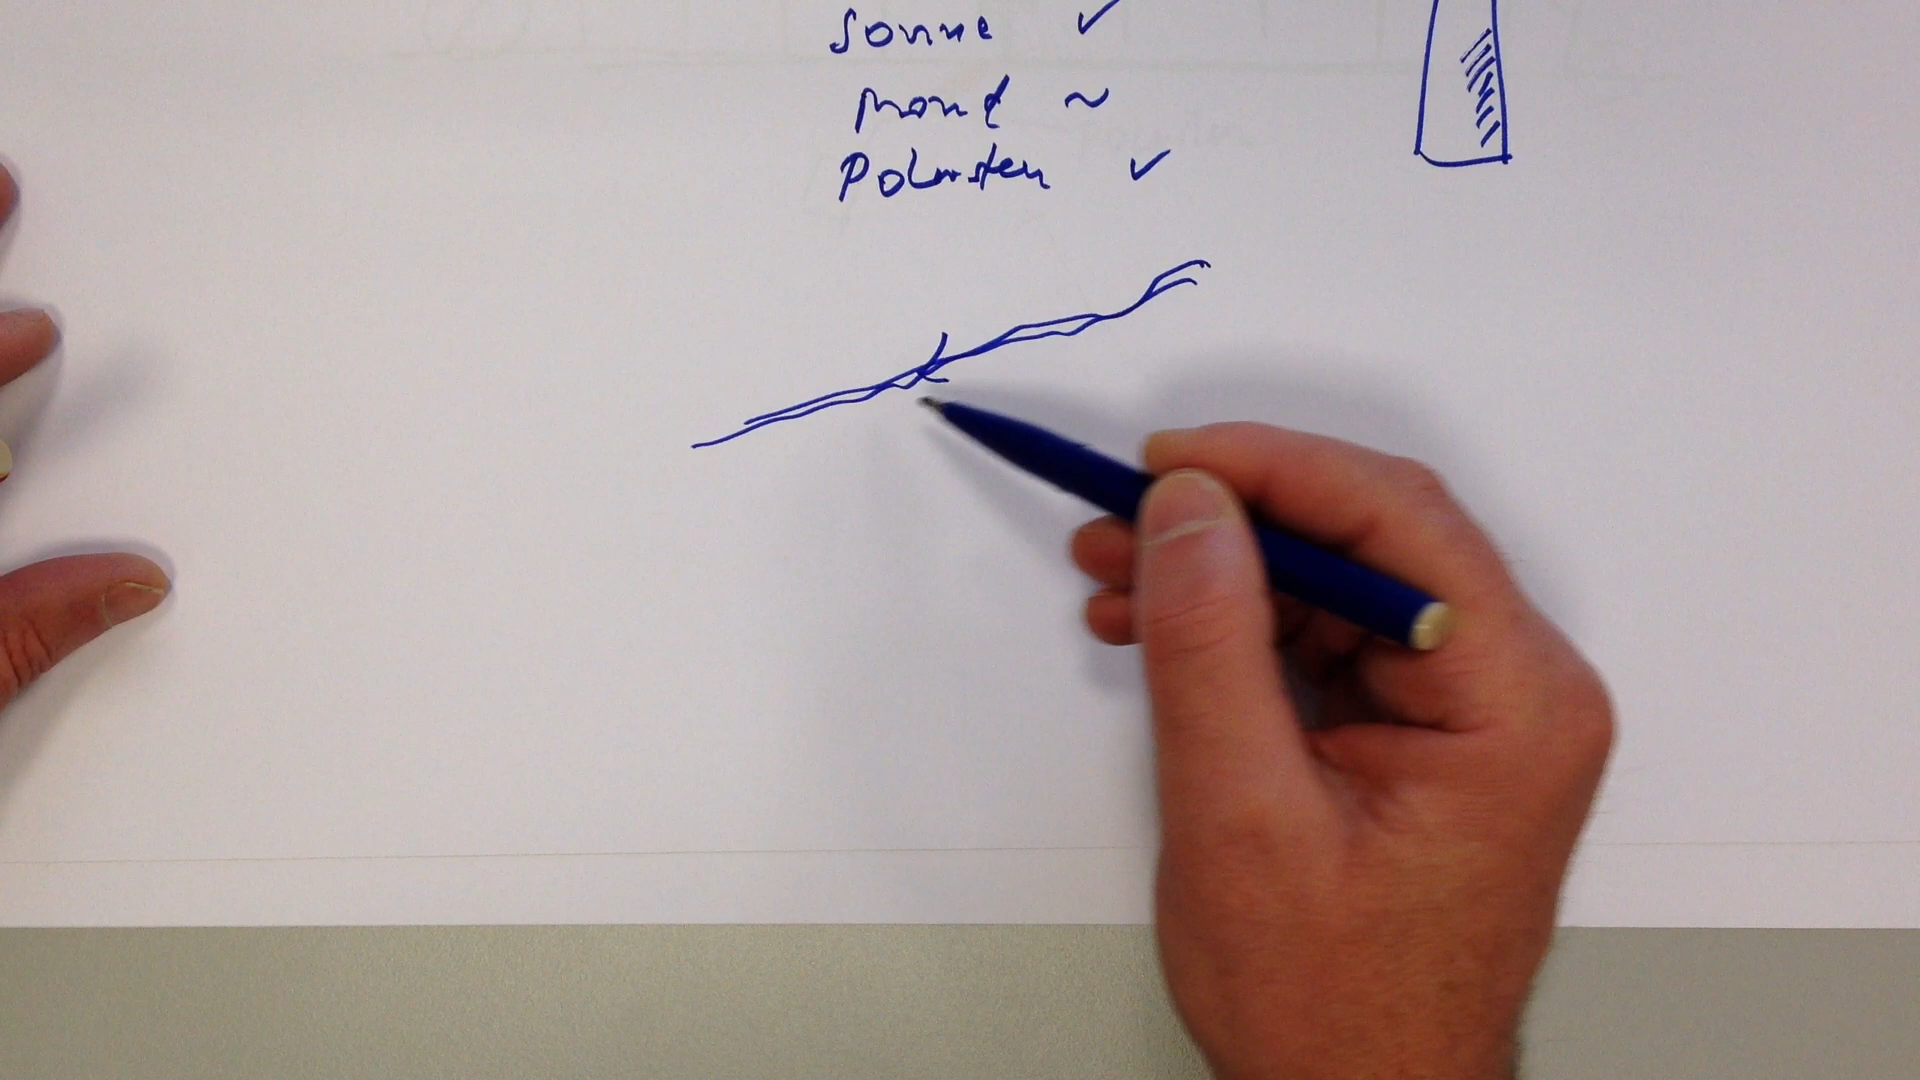 Sonne ✓
Mond ~
Polarstern ✓